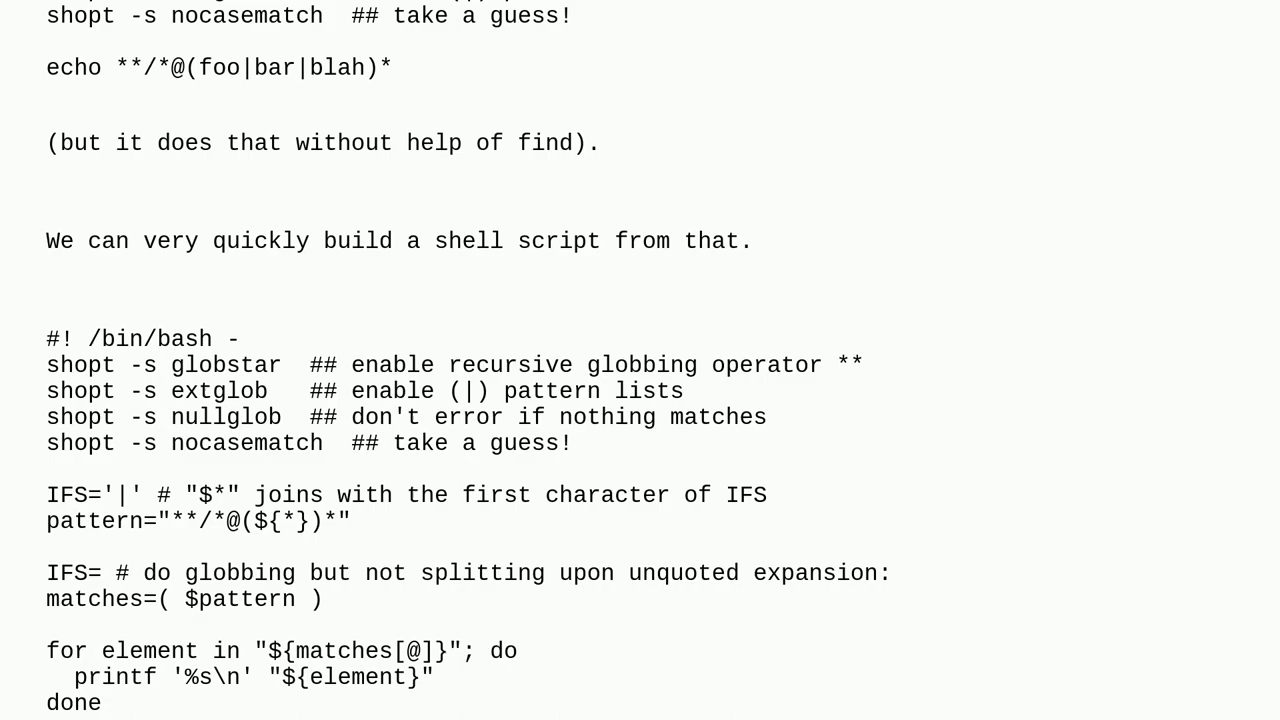 shopt -s nocasematch  ## take a guess!
echo **/*@(foo|bar|blah)*
(but it does that without help of find).
We can very quickly build a shell script from that.
#! /bin/bash -
shopt -s globstar  ## enable recursive globbing operator **
shopt -s extglob   ## enable (|) pattern lists
shopt -s nullglob  ## don't error if nothing matches
shopt -s nocasematch  ## take a guess!
IFS='|' # "$*" joins with the first character of IFS
pattern="**/*@(${*})*"
IFS= # do globbing but not splitting upon unquoted expansion:
matches=( $pattern )
for element in "${matches[@]}"; do
  printf '%s\n' "${element}"
done